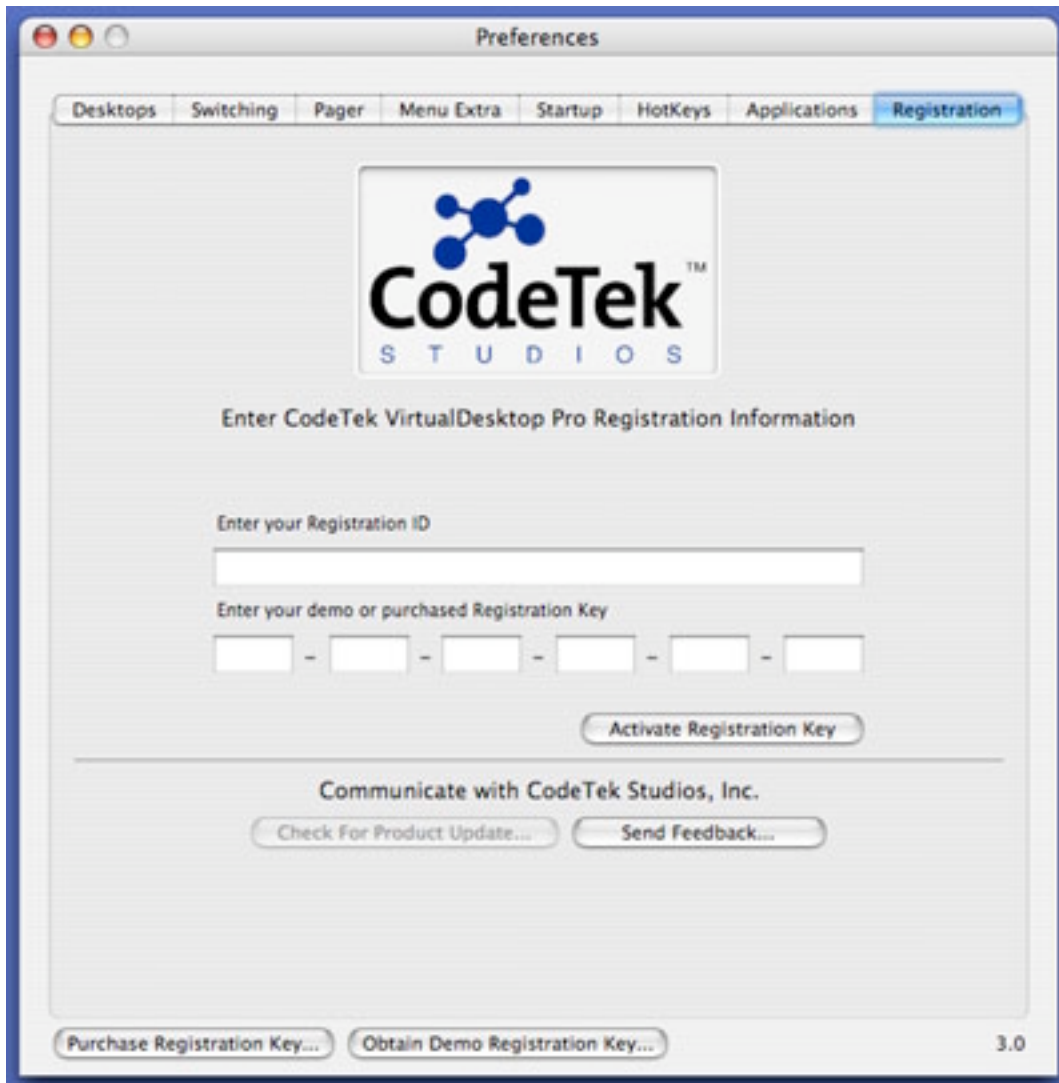 Preferences
Desktops Switching Pager Menu Extra Startup HotKeys Applications Registration
CodeTek™
STUDIOS
Enter CodeTek VirtualDesktop Pro Registration Information
Enter your Registration ID
Enter your demo or purchased Registration Key
- - - - -
Activate Registration Key
Communicate with CodeTek Studios, Inc.
Check For Product Update... Send Feedback...
Purchase Registration Key... Obtain Demo Registration Key... 3.0